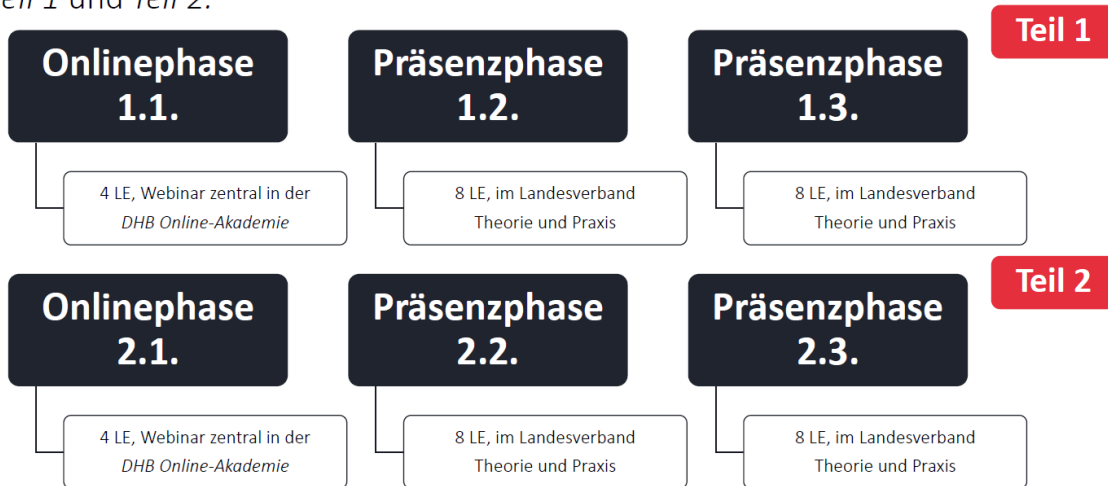 und Teil 2.
Teil 1
Onlinephase
1.1.
4 LE, Webinar zentral in der
DHB Online-Akademie
Präsenzphase
1.2.
8 LE, im Landesverband
Theorie und Praxis
Präsenzphase
1.3.
8 LE, im Landesverband
Theorie und Praxis
Teil 2
Onlinephase
2.1.
4 LE, Webinar zentral in der
DHB Online-Akademie
Präsenzphase
2.2.
8 LE, im Landesverband
Theorie und Praxis
Präsenzphase
2.3.
8 LE, im Landesverband
Theorie und Praxis